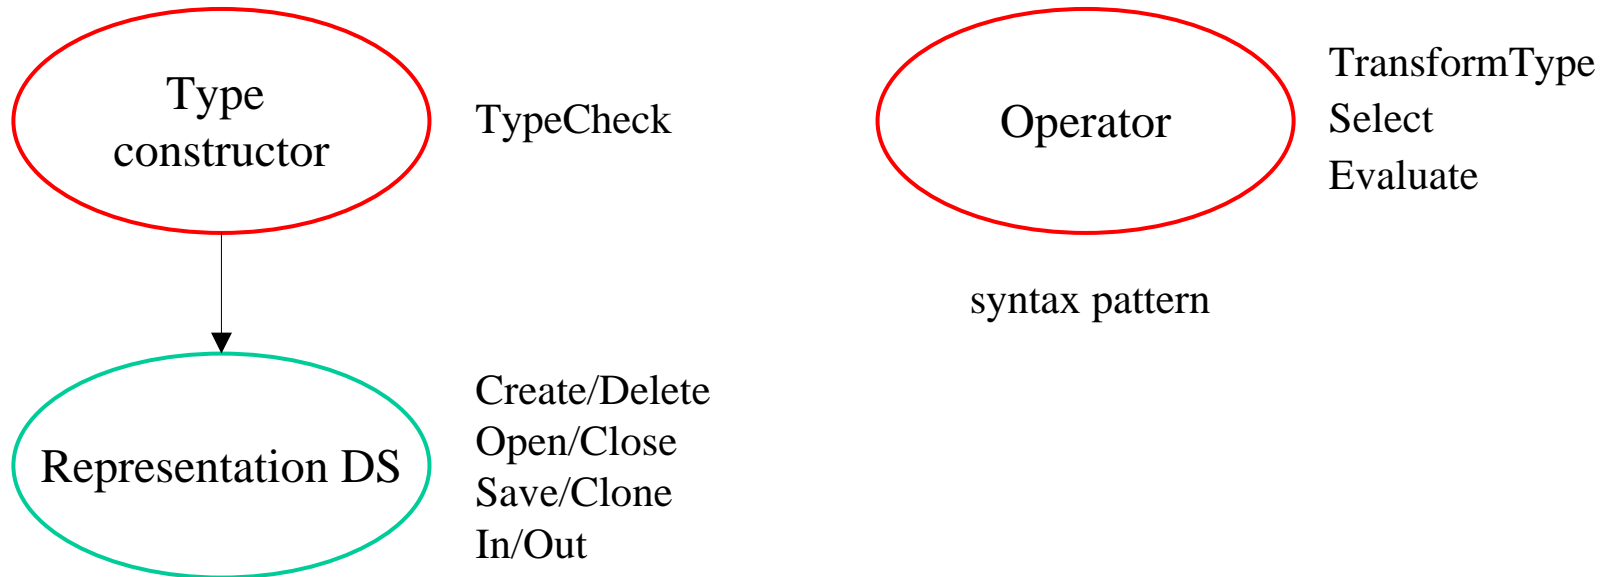 Type
constructor
TypeCheck
Operator
TransformType
Select
Evaluate
syntax pattern
Representation DS
Create/Delete
Open/Close
Save/Clone
In/Out